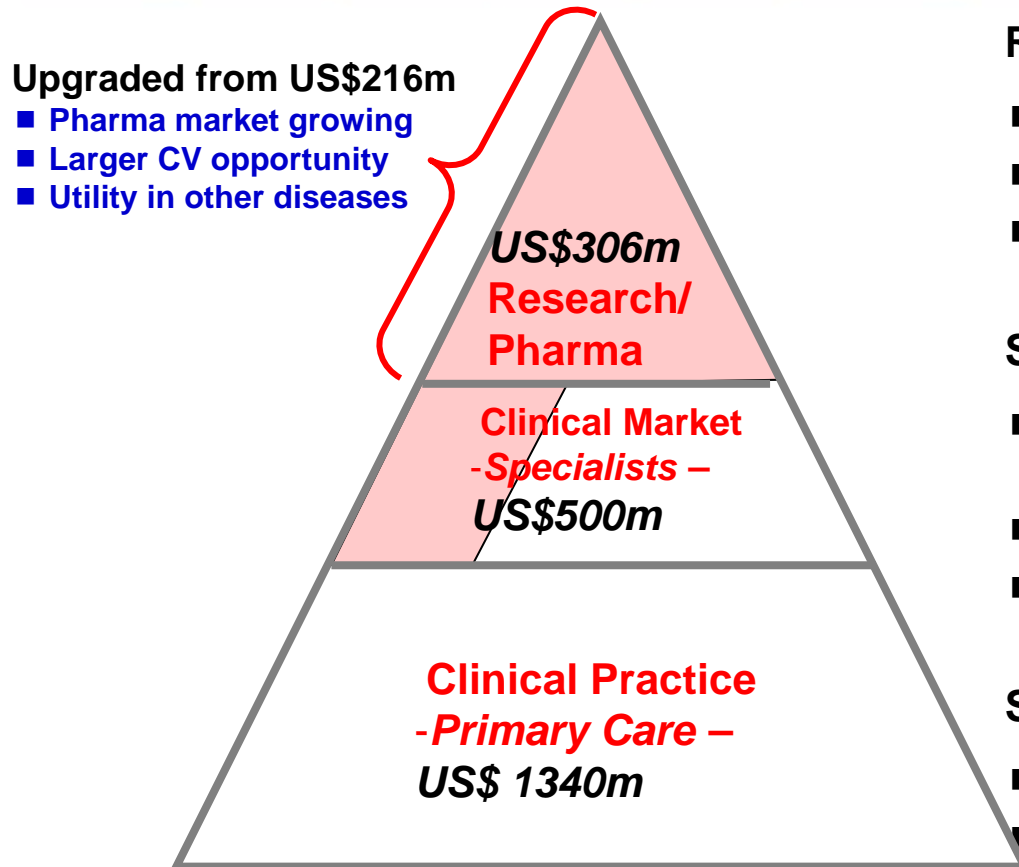 Upgraded from US$216m
■ Pharma market growing
■ Larger CV opportunity
■ Utility in other diseases
US$306m
Research/
Pharma
Clinical Market
-Specialists –
US$500m
Clinical Practice
-Primary Care –
US$ 1340m